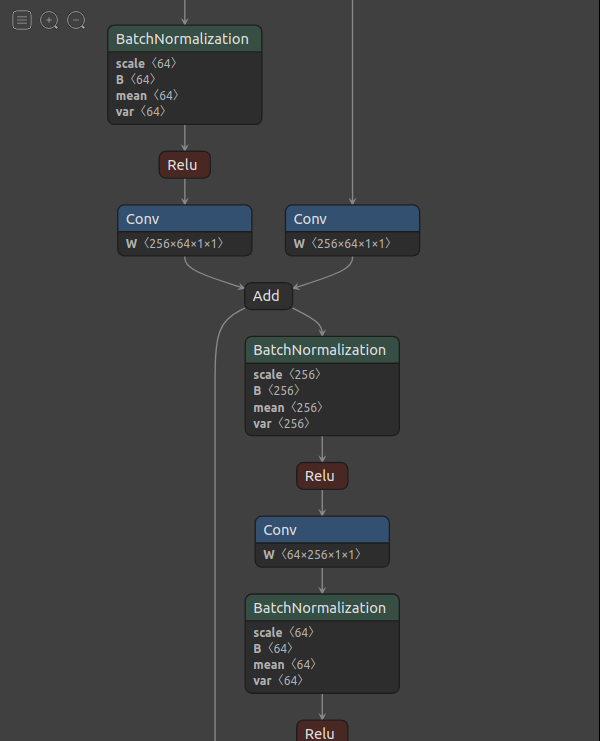 BatchNormalization
scale〈64〉
B〈64〉
mean〈64〉
var〈64〉
Relu
Conv
W〈256×64×1×1〉
Conv
W〈256×64×1×1〉
Add
BatchNormalization
scale〈256〉
B〈256〉
mean〈256〉
var〈256〉
Relu
Conv
W〈64×256×1×1〉
BatchNormalization
scale〈64〉
B〈64〉
mean〈64〉
var〈64〉
Relu